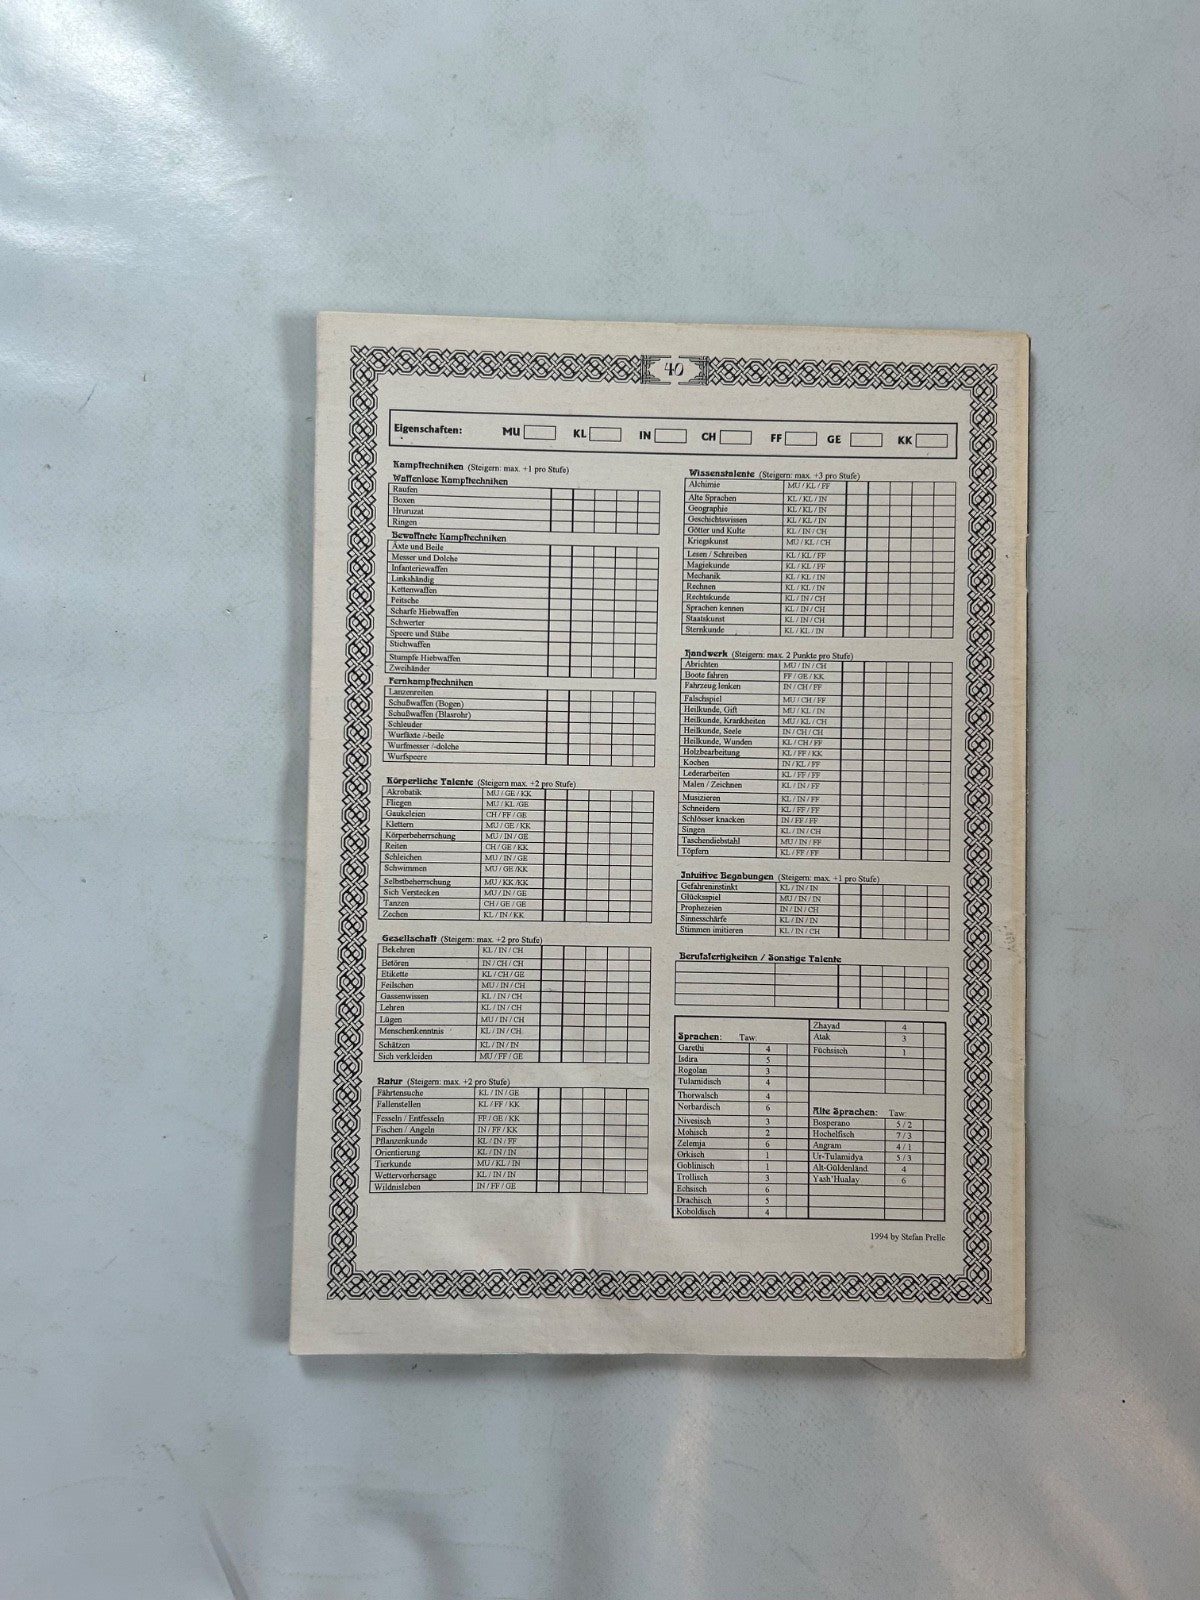 40
Eigenschaften: MU KL IN CH FF GE KK
Kampftechniken (Steigern: max. +1 pro Stufe)
Waffenlose Kampftechniken
Raufen
Boxen
Hruruzat
Ringen
Bewaffnete Kampftechniken
Äxte und Beile
Messer und Dolche
Infanteriewaffen
Linkshändig
Kettenwaffen
Peitsche
Scharfe Hiebwaffen
Schwerter
Speere und Stäbe
Stichwaffen
Stumpfe Hiebwaffen
Zweihänder
Fernkampftechniken
Lanzenreiten
Schußwaffen (Bogen)
Schußwaffen (Blasrohr)
Schleuder
Wurfäxte /-beile
Wurfmesser /-dolche
Wurfspeere
Körperliche Talente (Steigern max. +2 pro Stufe)
Akrobatik MU / GE / KK
Fliegen MU / KL /GE
Gaukeleien CH / FF / GE
Klettern MU / GE / KK
Körperbeherrschung MU / IN / GE
Reiten CH / GE / KK
Schleichen MU / IN / GE
Schwimmen MU / GE /KK
Selbstbeherrschung MU / KK /KK
Sich Verstecken MU / IN / GE
Tanzen CH / GE / GE
Zechen KL / IN / KK
Gesellschaft (Steigern: max. +2 pro Stufe)
Bekehren KL / IN / CH
Betören IN / CH / CH
Etikette KL / CH / GE
Feilschen MU / IN / CH
Gassenwissen KL / IN / CH
Lehren KL / IN / CH
Lügen MU / IN / CH
Menschenkenntnis KL / IN / CH
Schätzen KL / IN / IN
Sich verkleiden MU / FF / GE
Natur (Steigern: max. +2 pro Stufe)
Fährtensuche KL / IN / GE
Fallenstellen KL / FF / KK
Fesseln / Entfesseln FF / GE / KK
Fischen / Angeln IN / FF / KK
Pflanzenkunde KL / IN / FF
Orientierung KL / IN / IN
Tierkunde MU / KL / IN
Wettervorhersage KL / IN / IN
Wildnisleben IN / FF / GE
Wissenstalente (Steigern: max. +3 pro Stufe)
Alchimie MU / KL / FF
Alte Sprachen KL / KL / IN
Geographie KL / KL / IN
Geschichtswissen KL / KL / IN
Götter und Kulte KL / IN / CH
Kriegskunst MU / KL / CH
Lesen / Schreiben KL / KL / FF
Magiekunde KL / KL / FF
Mechanik KL / KL / IN
Rechnen KL / KL / IN
Rechtskunde KL / IN / CH
Sprachen kennen KL / IN / CH
Staatskunst KL / IN / CH
Sternkunde KL / KL / IN
Handwerk (Steigern: max. 2 Punkte pro Stufe)
Abrichten MU / IN / CH
Boote fahren FF / GE / KK
Fahrzeug lenken IN / CH / FF
Falschspiel MU / CH / FF
Heilkunde, Gift MU / KL / IN
Heilkunde, Krankheiten MU / KL / CH
Heilkunde, Seele IN / CH / CH
Heilkunde, Wunden KL / CH / FF
Holzbearbeitung KL / FF / KK
Kochen IN / KL / FF
Lederarbeiten KL / FF / FF
Malen / Zeichnen KL / IN / FF
Musizieren KL / IN / FF
Schneidern KL / FF / FF
Schlösser knacken IN / FF / FF
Singen KL / IN / CH
Taschendiebstahl MU / IN / FF
Töpfern KL / FF / FF
Intuitive Begabungen (Steigern: max. +1 pro Stufe)
Gefahreninstinkt KL / IN / IN
Glücksspiel MU / IN / IN
Prophezeien IN / IN / CH
Sinnesschärfe KL / IN / IN
Stimmen imitieren KL / IN / CH
Berufsfertigkeiten / Sonstige Talente
Sprachen: Taw:
Garethi 4
Isdira 5
Rogolan 3
Tulamidisch 4
Thorwalsch 4
Norbardisch 6
Nivesisch 3
Mohisch 2
Zelemja 6
Orkisch 1
Goblinisch 1
Trollisch 3
Echsisch 6
Drachisch 5
Koboldisch 4
Zhayad 4
Atak 3
Füchsisch 1
Alte Sprachen: Taw:
Bosperano 5 / 2
Hochelfisch 7 / 3
Angram 4 / 1
Ur-Tulamidya 5 / 3
Alt-Güldenländ. 4
Yash'Hualay 6
1994 by Stefan Prelle